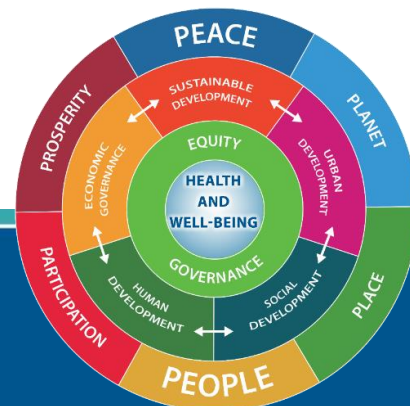 PEACE
PLANET
PLACE
PEOPLE
PARTICIPATION
PROSPERITY
SUSTAINABLE
DEVELOPMENT
URBAN
DEVELOPMENT
SOCIAL
DEVELOPMENT
HUMAN
DEVELOPMENT
ECONOMIC
GOVERNANCE
EQUITY
HEALTH
AND
WELL-BEING
GOVERNANCE